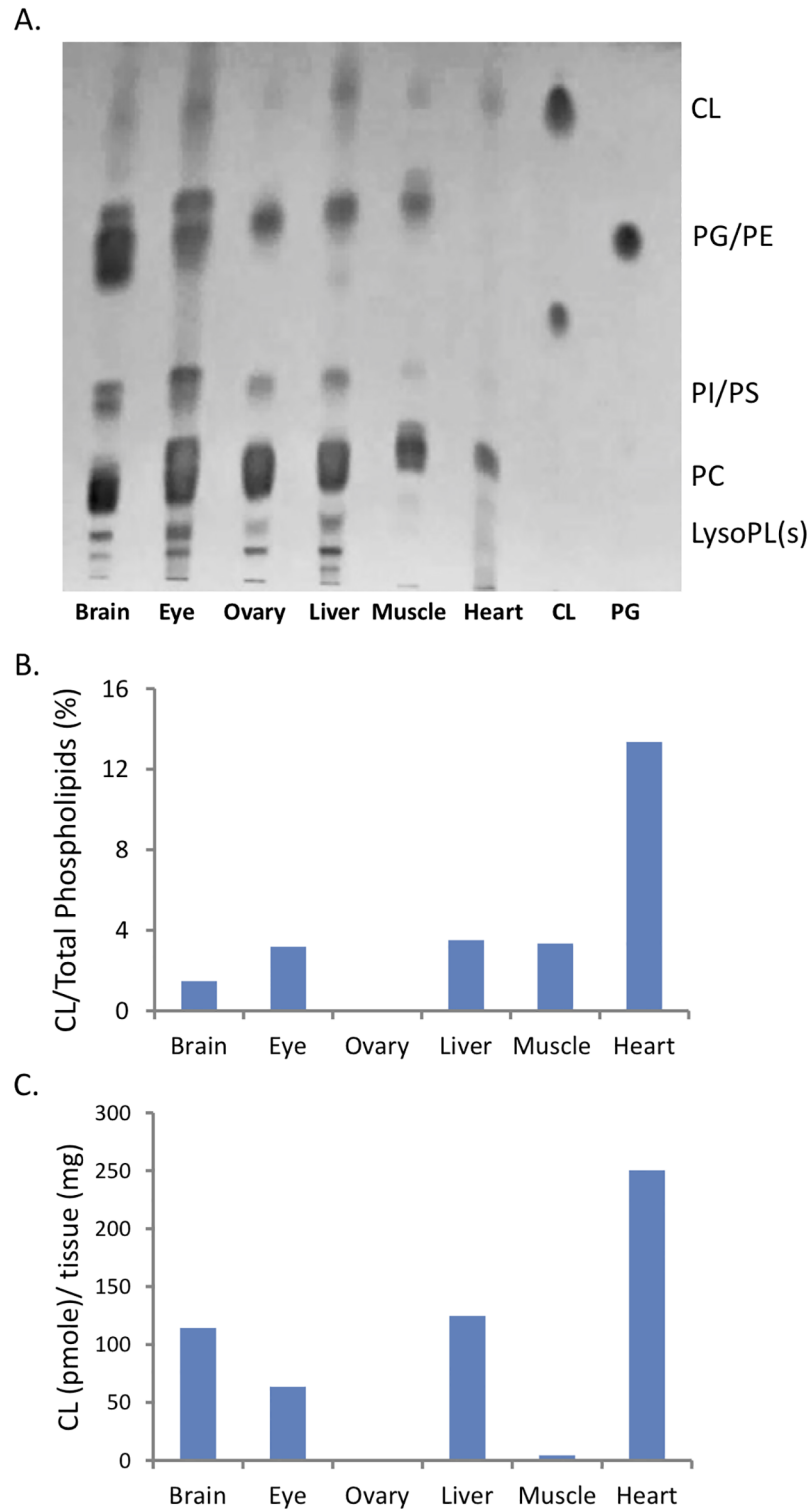 A.
CL
PG/PE
PI/PS
PC
LysoPL(s)
Brain Eye Ovary Liver Muscle Heart CL PG
B.
CL/Total Phospholipids (%)
16
12
8
4
0
Brain Eye Ovary Liver Muscle Heart
C.
CL (pmole)/ tissue (mg)
300
250
200
150
100
50
0
Brain Eye Ovary Liver Muscle Heart